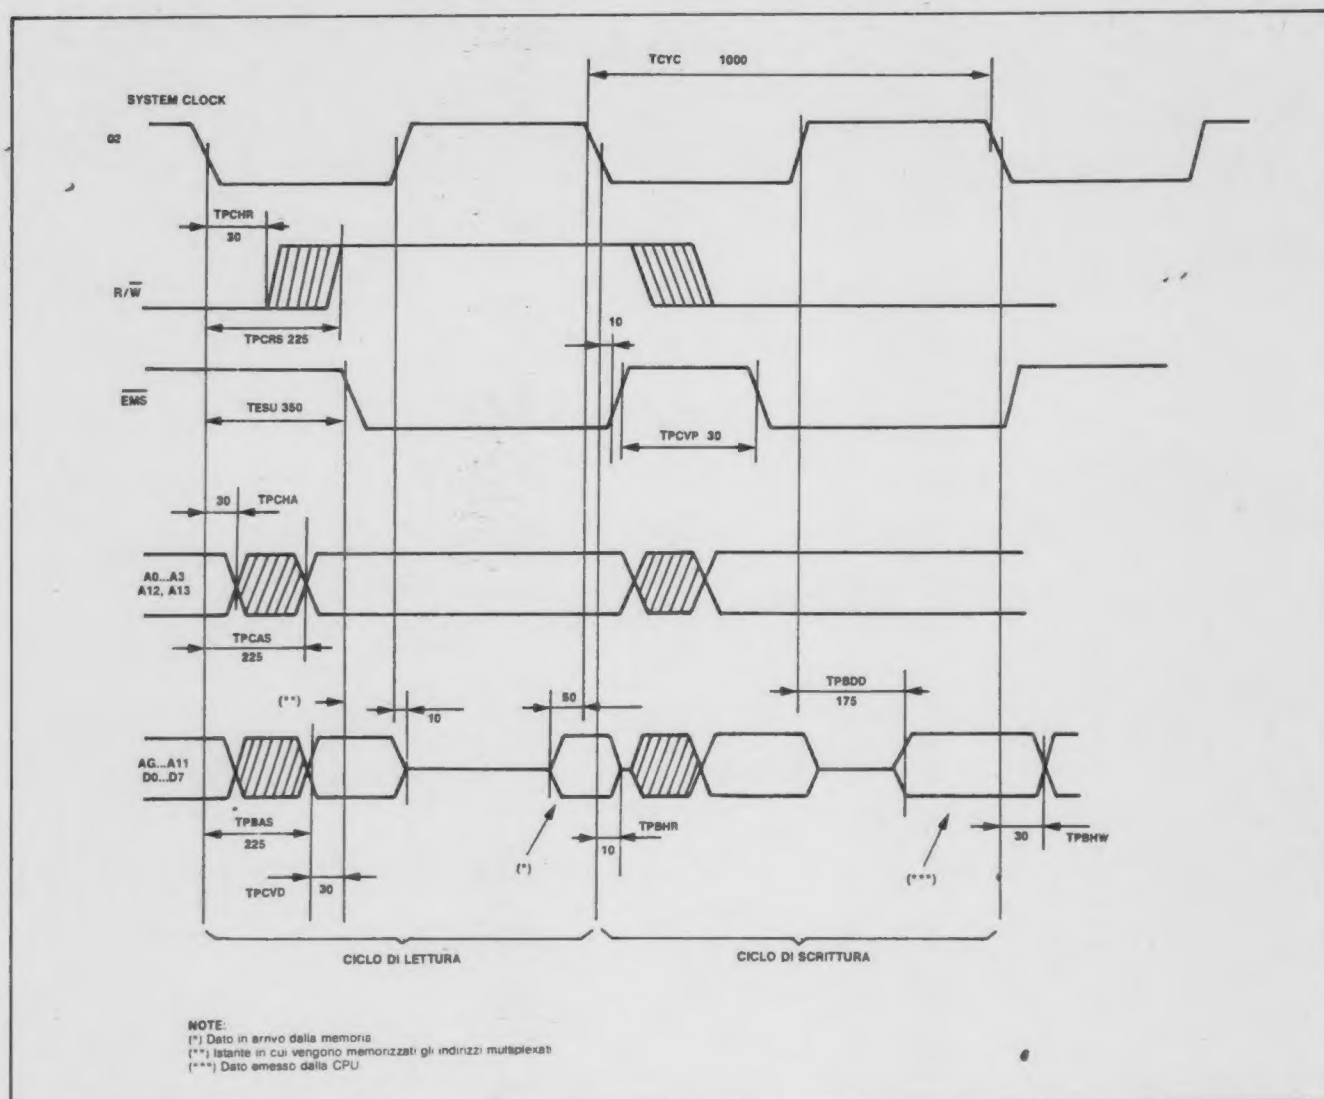 TCYC 1000
SYSTEM CLOCK
02
TPCHR
30
R/W
10
TPCRS 225
EMS
TESU 350
TPCVP 30
30 TPCHA
A0...A3
A12, A13
TPCAS
225
TPBDD
175
(**)
50
10
AG...A11
D0...D7
TPBAS
225
TPBHR
10
30 TPBHW
(*)
(***)
TPCVD 30
CICLO DI LETTURA
CICLO DI SCRITTURA
NOTE:
(*) Dato in arrivo dalla memoria
(**) Istante in cui vengono memorizzati gli indirizzi multiplexati
(***) Dato emesso dalla CPU